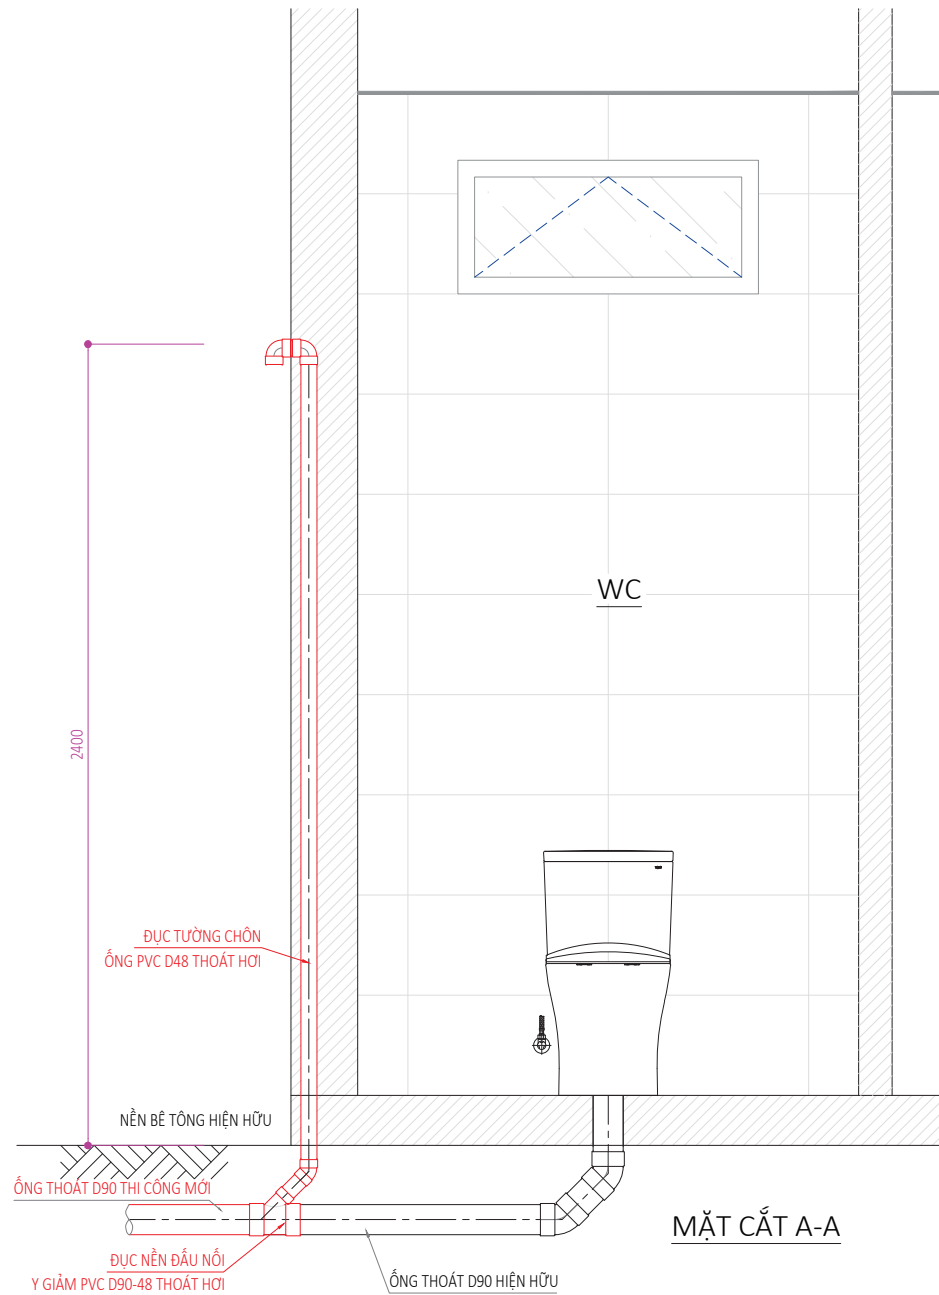 WC
2400
ĐỤC TƯỜNG CHÔN
ỐNG PVC D48 THOÁT HƠI
NỀN BÊ TÔNG HIỆN HỮU
ỐNG THOÁT D90 THI CÔNG MỚI
MẶT CẮT A-A
ĐỤC NỀN ĐẤU NỐI
Y GIẢM PVC D90-48 THOÁT HƠI
ỐNG THOÁT D90 HIỆN HỮU